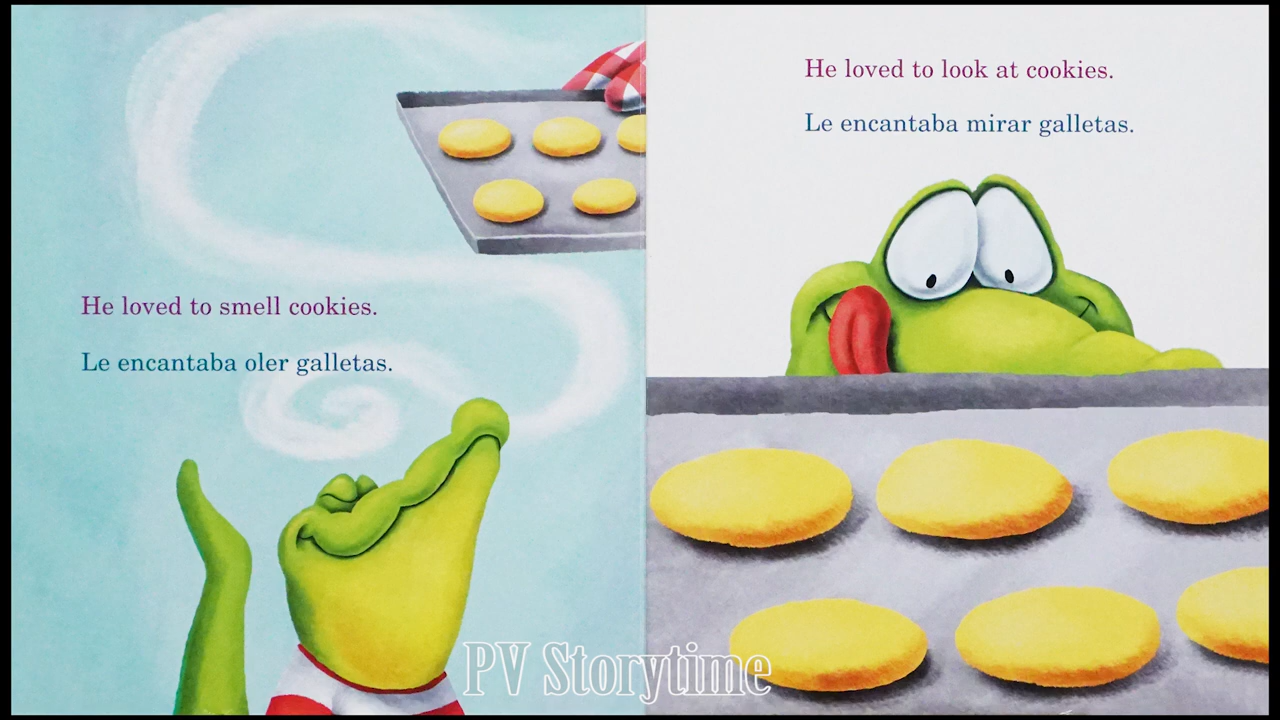 He loved to smell cookies.
Le encantaba oler galletas.
He loved to look at cookies.
Le encantaba mirar galletas.
PV Storytime